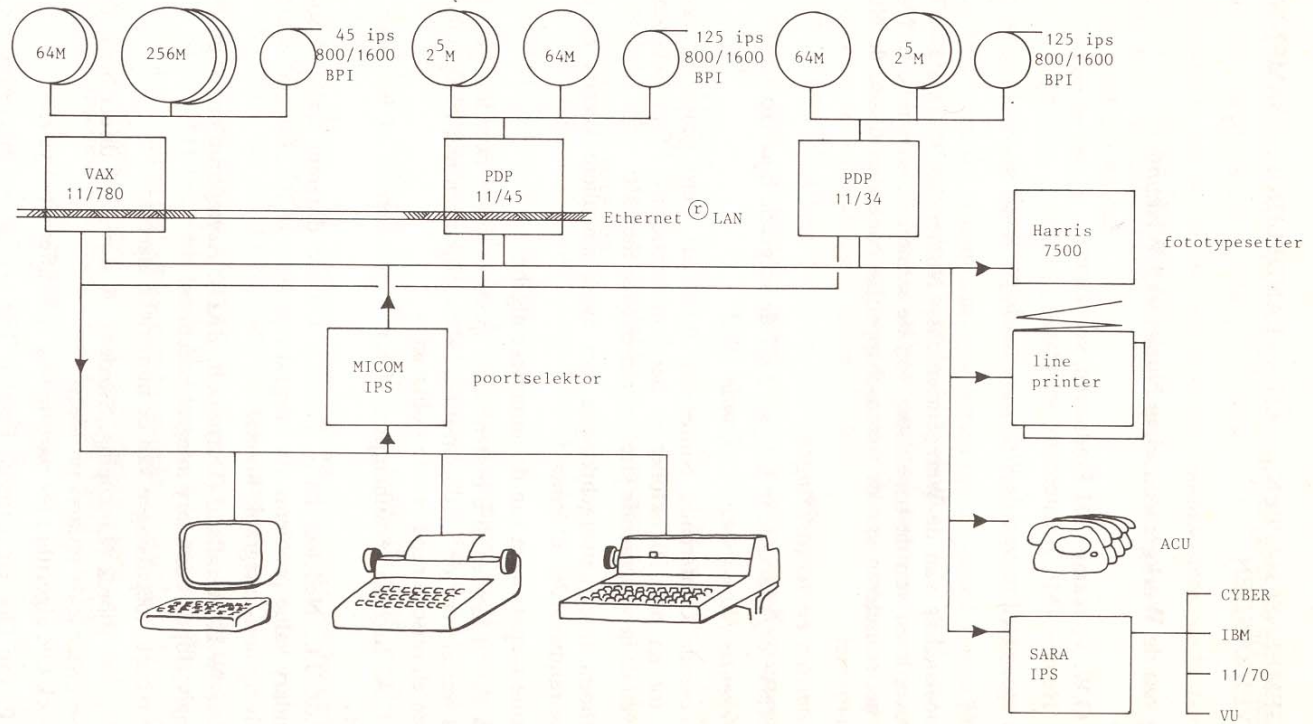 64M
256M
45 ips
800/1600
BPI
2⁵M
64M
125 ips
800/1600
BPI
64M
2⁵M
125 ips
800/1600
BPI
VAX
11/780
PDP
11/45
PDP
11/34
Ethernet ⓡ LAN
Harris
7500
fototypesetter
MICOM
IPS
poortselektor
line
printer
ACU
SARA
IPS
CYBER
IBM
11/70
VU